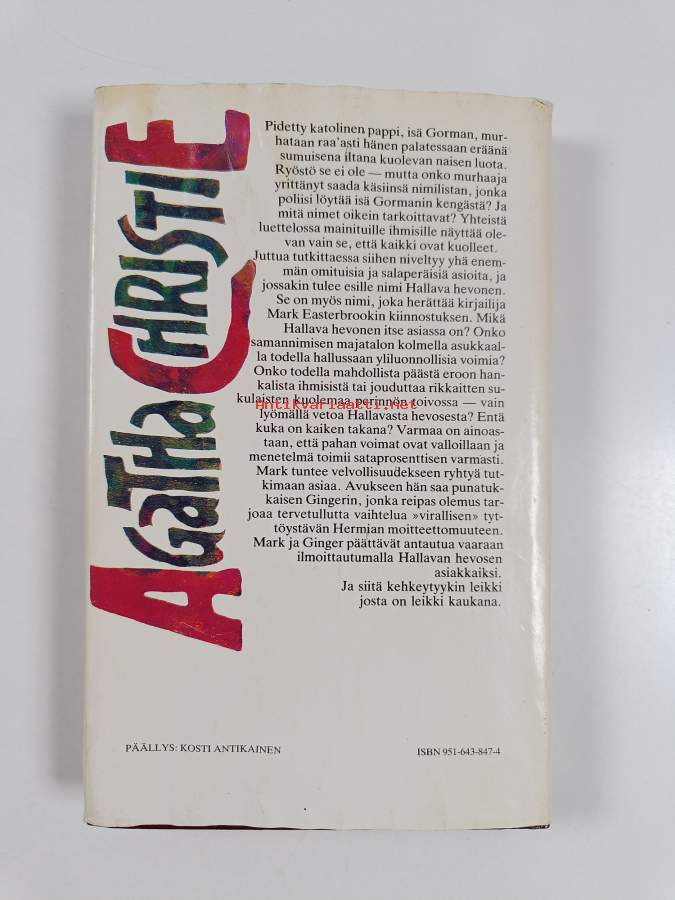 AGATHA CHRISTIE
Pidetty katolinen pappi, isä Gorman, mur-
hataan raa'asti hänen palatessaan eräänä
sumuisena iltana kuolevan naisen luota.
Ryöstö se ei ole — mutta onko murhaaja
yrittänyt saada käsiinsä nimilistan, jonka
poliisi löytää isä Gormanin kengästä? Ja
mitä nimet oikein tarkoittavat? Yhteistä
luettelossa mainituille ihmisille näyttää ole-
van vain se, että kaikki ovat kuolleet.
Juttua tutkittaessa siihen niveltyy yhä enem-
män omituisia ja salaperäisiä asioita, ja
jossakin tulee esille nimi Hallava hevonen.
Se on myös nimi, joka herättää kirjailija
Mark Easterbrookin kiinnostuksen. Mikä
Hallava hevonen itse asiassa on? Onko
samannimisen majatalon kolmella asukkaal-
la todella hallussaan yliluonnollisia voimia?
Onko todella mahdollista päästä eroon han-
kalista ihmisistä tai jouduttaa rikkaitten su-
kulaisten kuolemaa perinnön toivossa — vain
Antikvariaatti.net
lyömällä vetoa Hallavasta hevosesta? Entä
kuka on kaiken takana? Varmaa on ainoas-
taan, että pahan voimat ovat valloillaan ja
menetelmä toimii sataprosenttisen varmasti.
Mark tuntee velvollisuudekseen ryhtyä tut-
kimaan asiaa. Avukseen hän saa punatuk-
kaisen Gingerin, jonka reipas olemus tar-
joaa tervetullutta vaihtelua »virallisen» tyt-
töystävän Hermian moitteettomuuteen.
Mark ja Ginger päättävät antautua vaaraan
ilmoittautumalla Hallavan hevosen
asiakkaiksi.
Ja siitä kehkeytyykin leikki
josta on leikki kaukana.
PÄÄLLYS: KOSTI ANTIKAINEN
ISBN 951-643-847-4